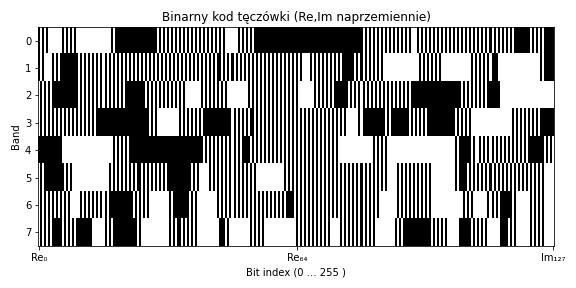 Binarny kod tęczówki (Re,Im naprzemiennie)
Band
0
1
2
3
4
5
6
7
Re₀ Re₆₄ Im₁₂₇
Bit index (0 ... 255 )